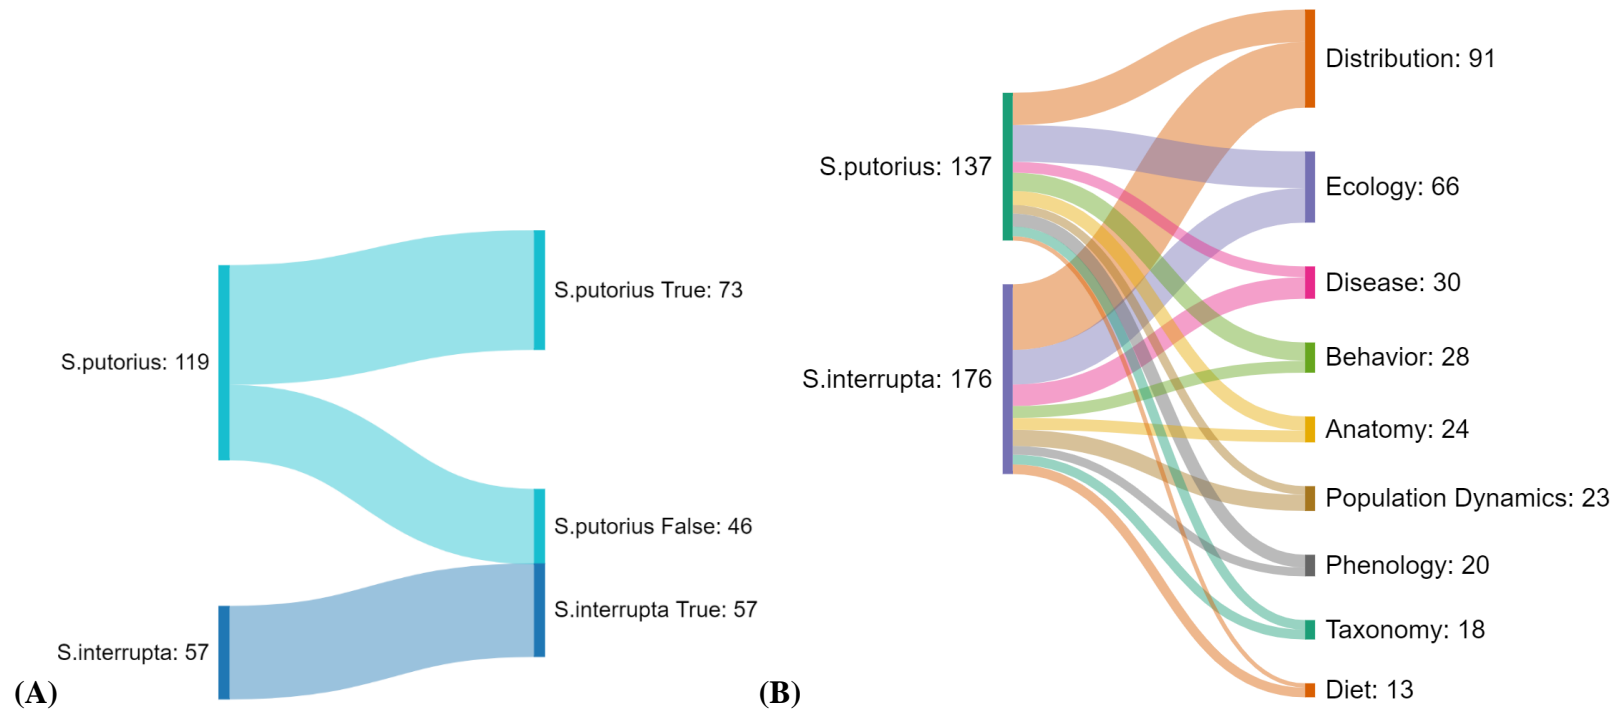 S.putorius: 119
S.interrupta: 57
S.putorius True: 73
S.putorius False: 46
S.interrupta True: 57
(A)
S.putorius: 137
S.interrupta: 176
Distribution: 91
Ecology: 66
Disease: 30
Behavior: 28
Anatomy: 24
Population Dynamics: 23
Phenology: 20
Taxonomy: 18
Diet: 13
(B)